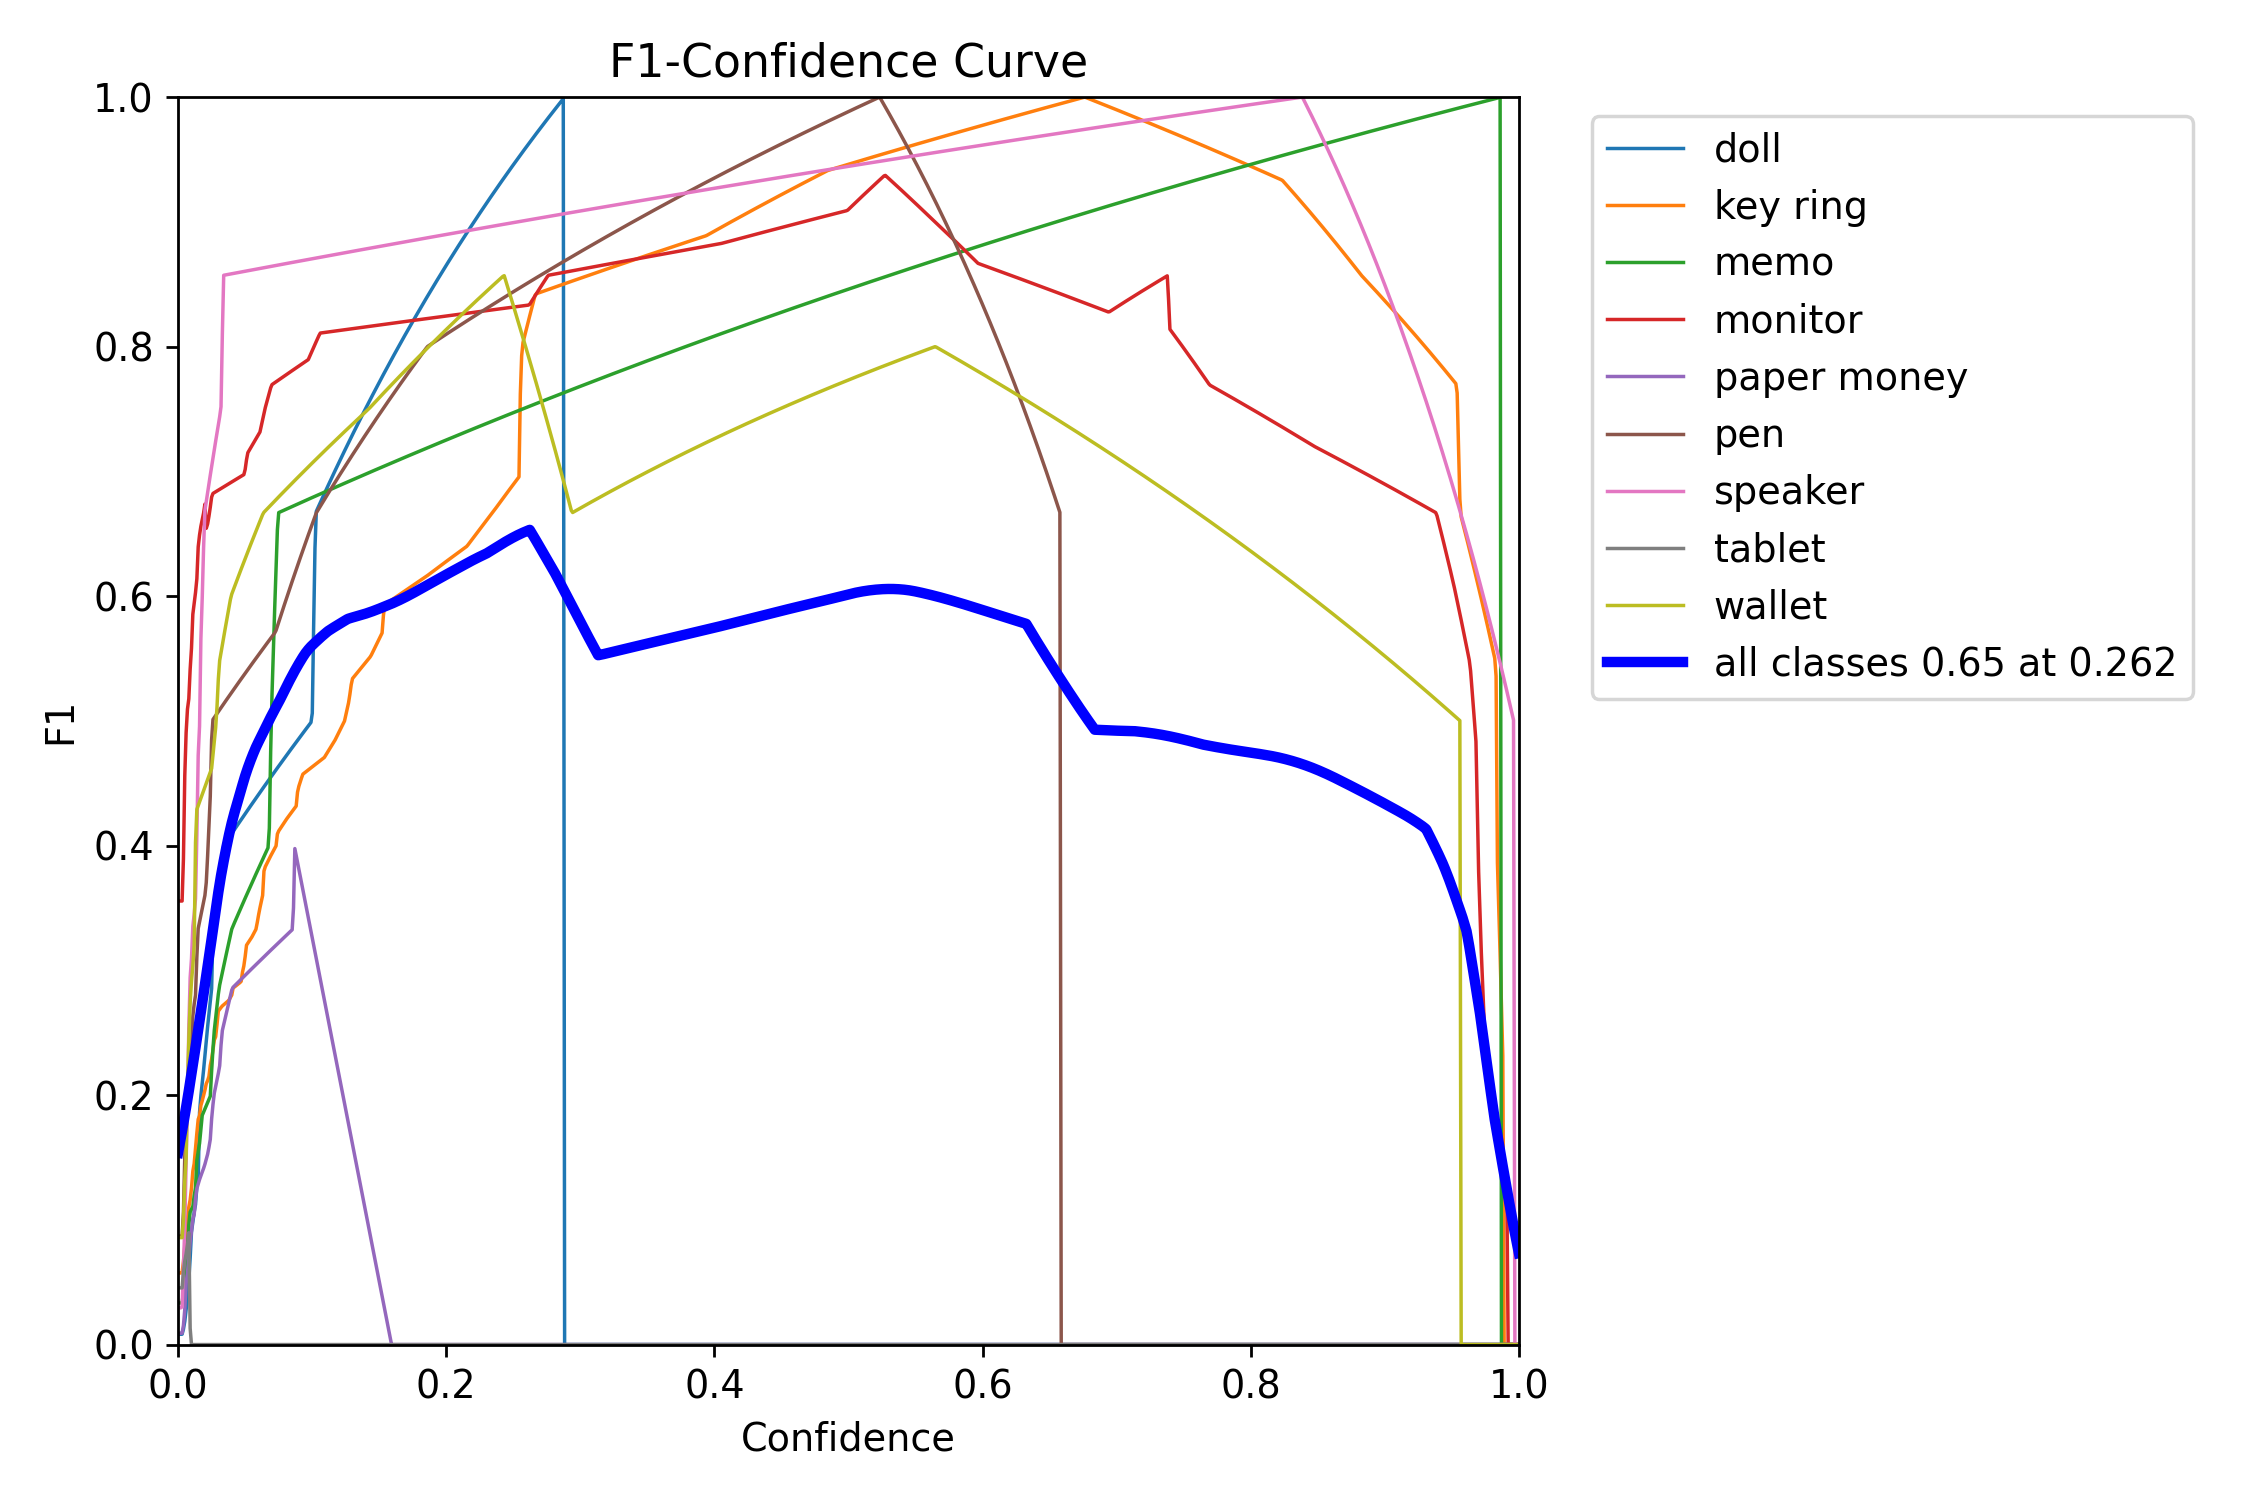 F1-Confidence Curve
1.0
0.8
0.6
0.4
0.2
0.0
F1
0.0 0.2 0.4 0.6 0.8 1.0
Confidence
doll
key ring
memo
monitor
paper money
pen
speaker
tablet
wallet
all classes 0.65 at 0.262